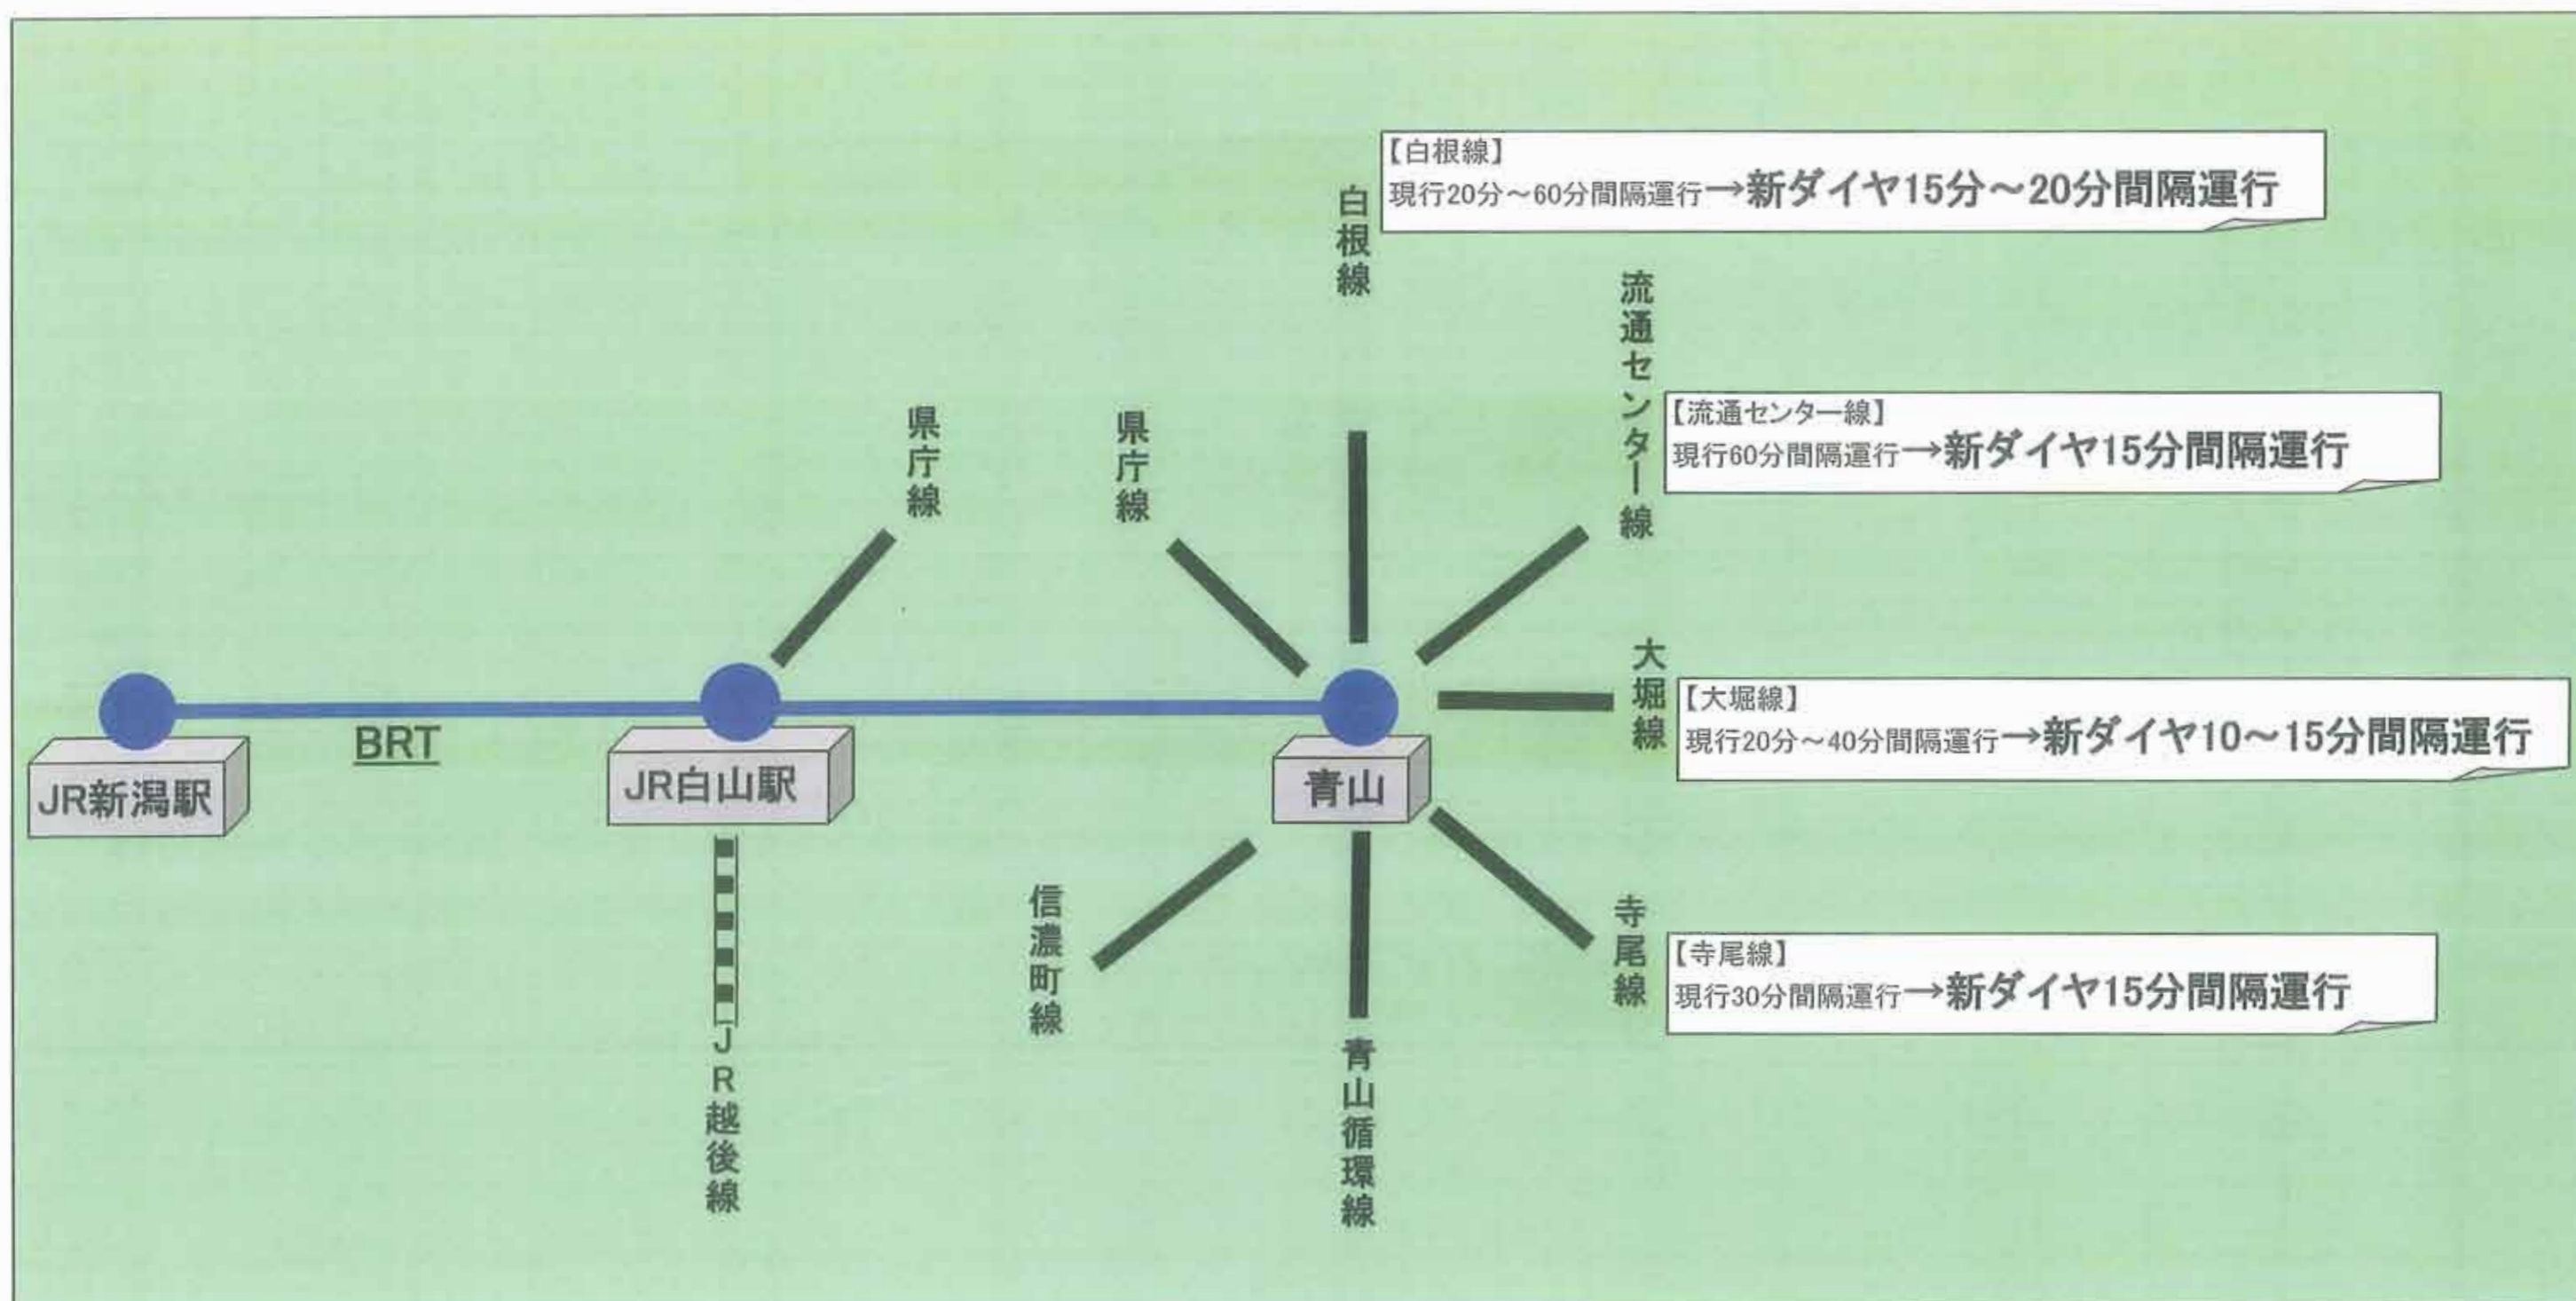 【白根線】
現行20分～60分間隔運行→新ダイヤ15分～20分間隔運行
白根線
流通センター線
【流通センター線】
現行60分間隔運行→新ダイヤ15分間隔運行
県庁線
県庁線
大堀線
【大堀線】
現行20分～40分間隔運行→新ダイヤ10～15分間隔運行
BRT
JR新潟駅
JR白山駅
青山
信濃町線
寺尾線
【寺尾線】
現行30分間隔運行→新ダイヤ15分間隔運行
JR越後線
青山循環線